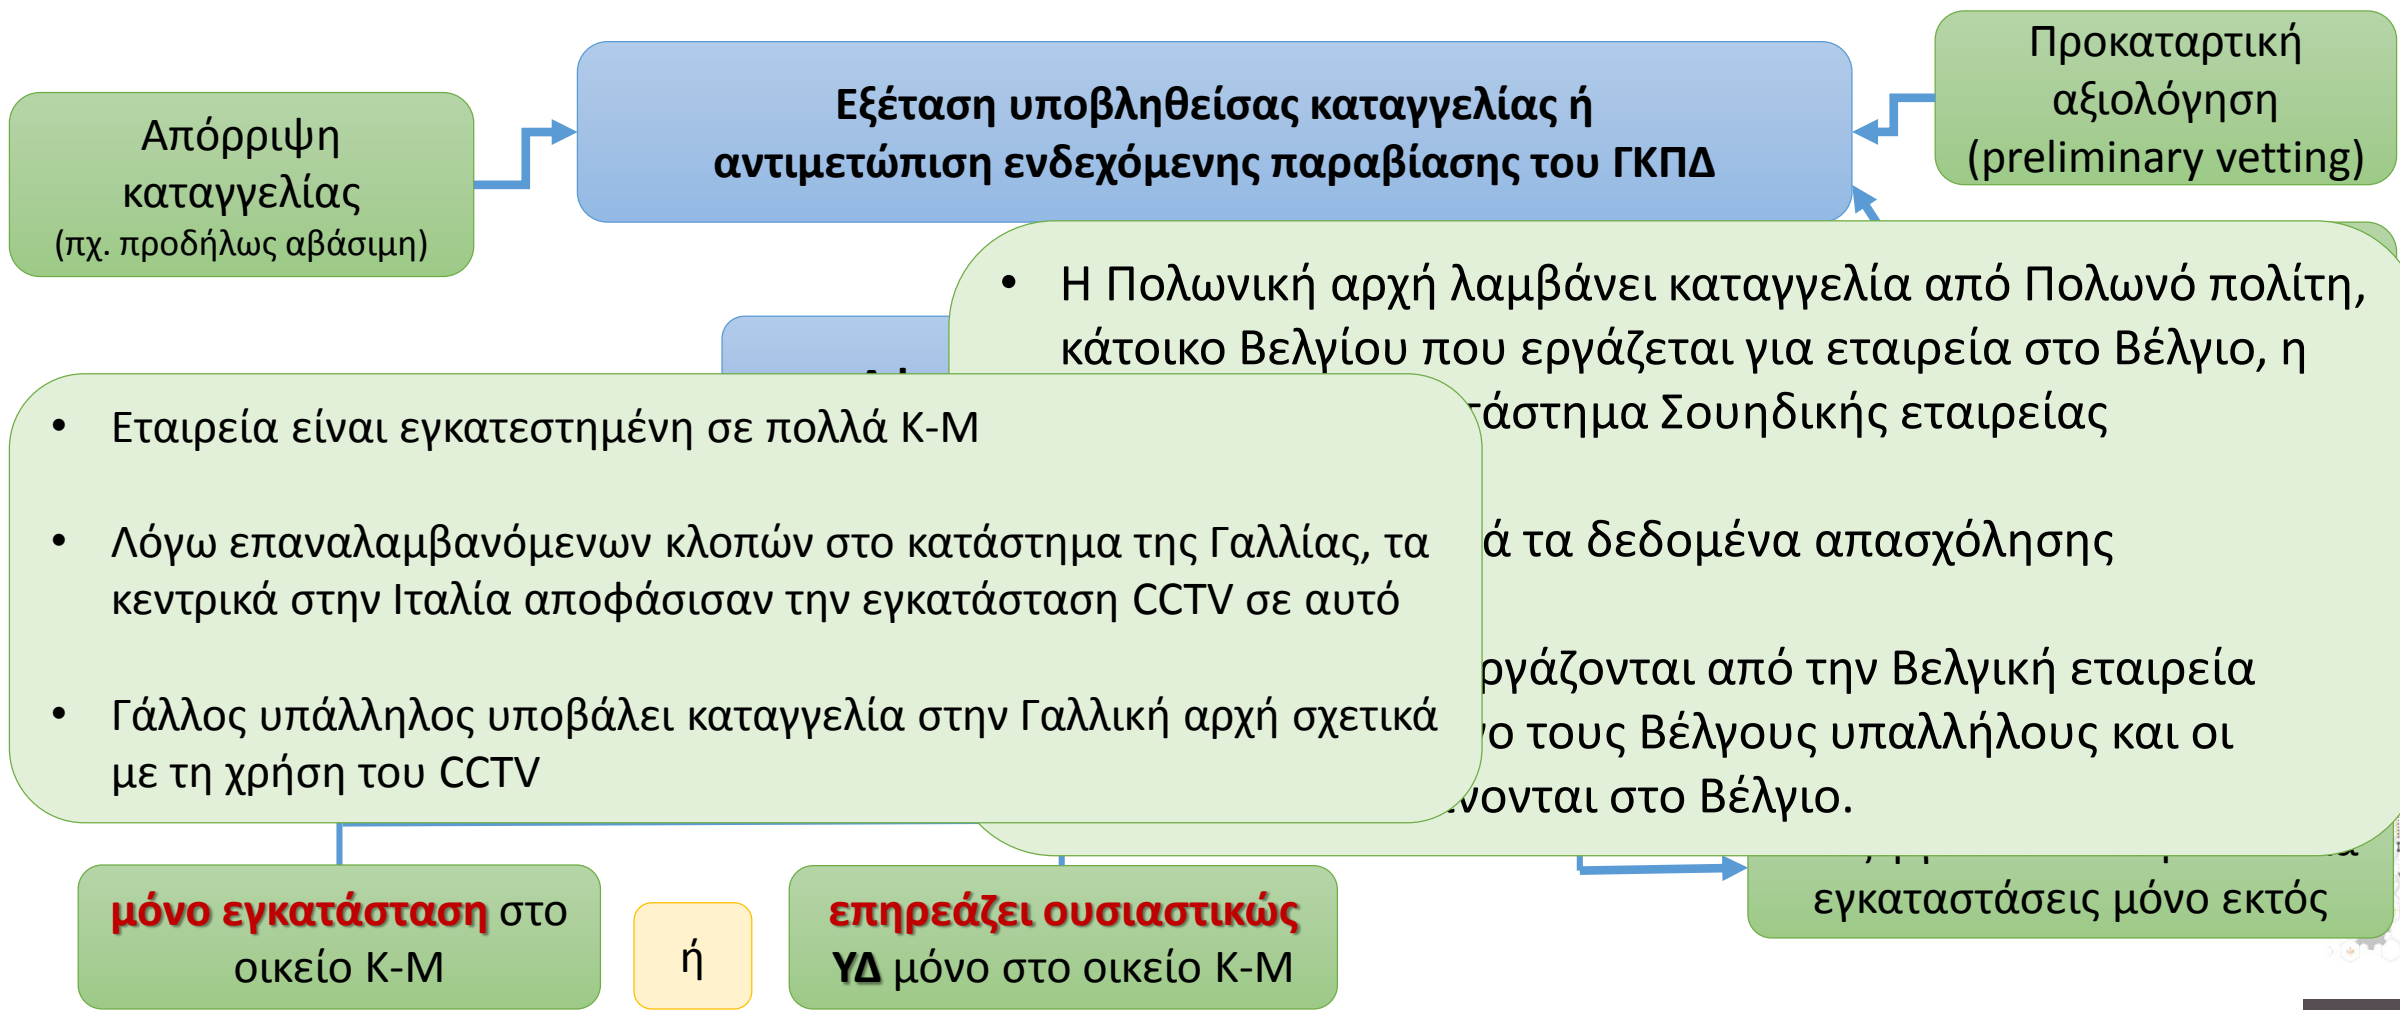 Προκαταρτική
αξιολόγηση
(preliminary vetting)
Εξέταση υποβληθείσας καταγγελίας ή
αντιμετώπιση ενδεχόμενης παραβίασης του ΓΚΠΔ
Απόρριψη
καταγγελίας
(πχ. προδήλως αβάσιμη)
• Η Πολωνική αρχή λαμβάνει καταγγελία από Πολωνό πολίτη,
κάτοικο Βελγίου που εργάζεται για εταιρεία στο Βέλγιο, η
Σουηδικής εταιρείας
τα δεδομένα απασχόλησης
από την Βελγική εταιρεία
τους Βέλγους υπαλλήλους και οι
στο Βέλγιο.
• Εταιρεία είναι εγκατεστημένη σε πολλά Κ-Μ
• Λόγω επαναλαμβανόμενων κλοπών στο κατάστημα της Γαλλίας, τα
κεντρικά στην Ιταλία αποφάσισαν την εγκατάσταση CCTV σε αυτό
• Γάλλος υπάλληλος υποβάλει καταγγελία στην Γαλλική αρχή σχετικά
με τη χρήση του CCTV
μόνο εγκατάσταση στο
οικείο Κ-Μ
ή
επηρεάζει ουσιαστικώς
ΥΔ μόνο στο οικείο Κ-Μ
εγκαταστάσεις μόνο εκτός